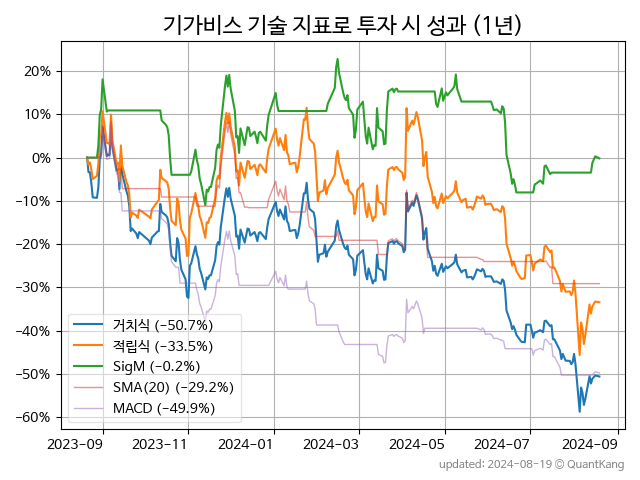 기가비스 기술 지표로 투자 시 성과 (1년)
20%
10%
0%
−10%
−20%
−30%
−40%
−50%
−60%
거치식 (−50.7%)
적립식 (−33.5%)
SigM (−0.2%)
SMA(20) (−29.2%)
MACD (−49.9%)
2023-09 2023-11 2024-01 2024-03 2024-05 2024-07 2024-09
updated: 2024-08-19 © QuantKang